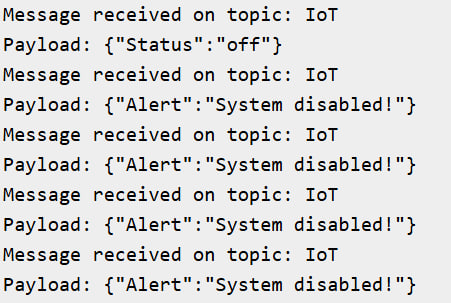 Message received on topic: IoT
Payload: {"Status":"off"}
Message received on topic: IoT
Payload: {"Alert":"System disabled!"}
Message received on topic: IoT
Payload: {"Alert":"System disabled!"}
Message received on topic: IoT
Payload: {"Alert":"System disabled!"}
Message received on topic: IoT
Payload: {"Alert":"System disabled!"}